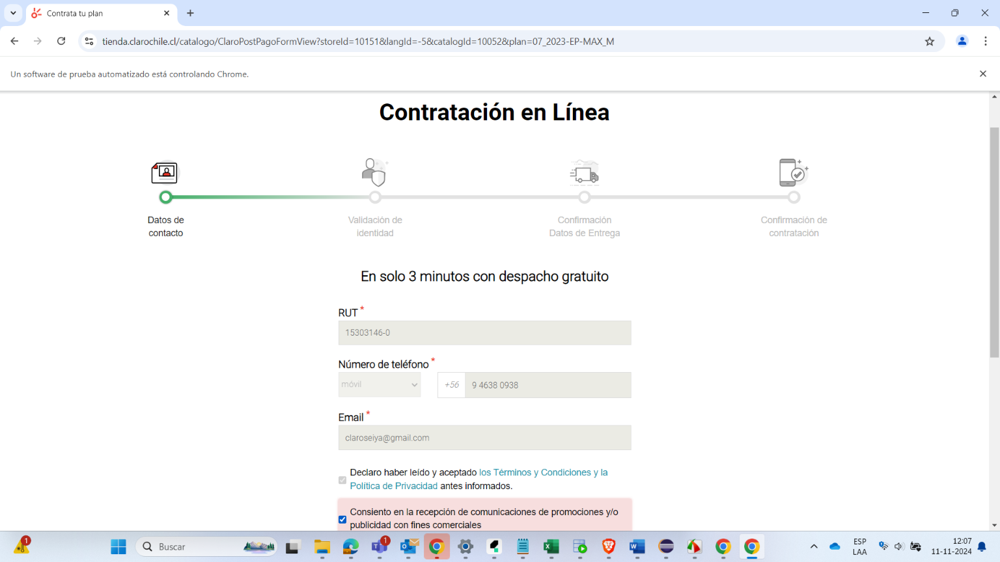 Contrata tu plan
tienda.clarochile.cl/catalogo/ClaroPostPagoFormView?storeId=10151&langId=-5&catalogId=10052&plan=07_2023-EP-MAX_M
Un software de prueba automatizado está controlando Chrome.
Contratación en Línea
Datos de
contacto
Validación de
identidad
Confirmación
Datos de Entrega
Confirmación de
contratación
En solo 3 minutos con despacho gratuito
RUT *
15303146-0
Número de teléfono *
móvil
+56
9 4638 0938
Email *
claroseiya@gmail.com
Declaro haber leído y aceptado los Términos y Condiciones y la
Política de Privacidad antes informados.
Consiento en la recepción de comunicaciones de promociones y/o
publicidad con fines comerciales
1
Buscar
1
ESP
LAA
12:07
11-11-2024